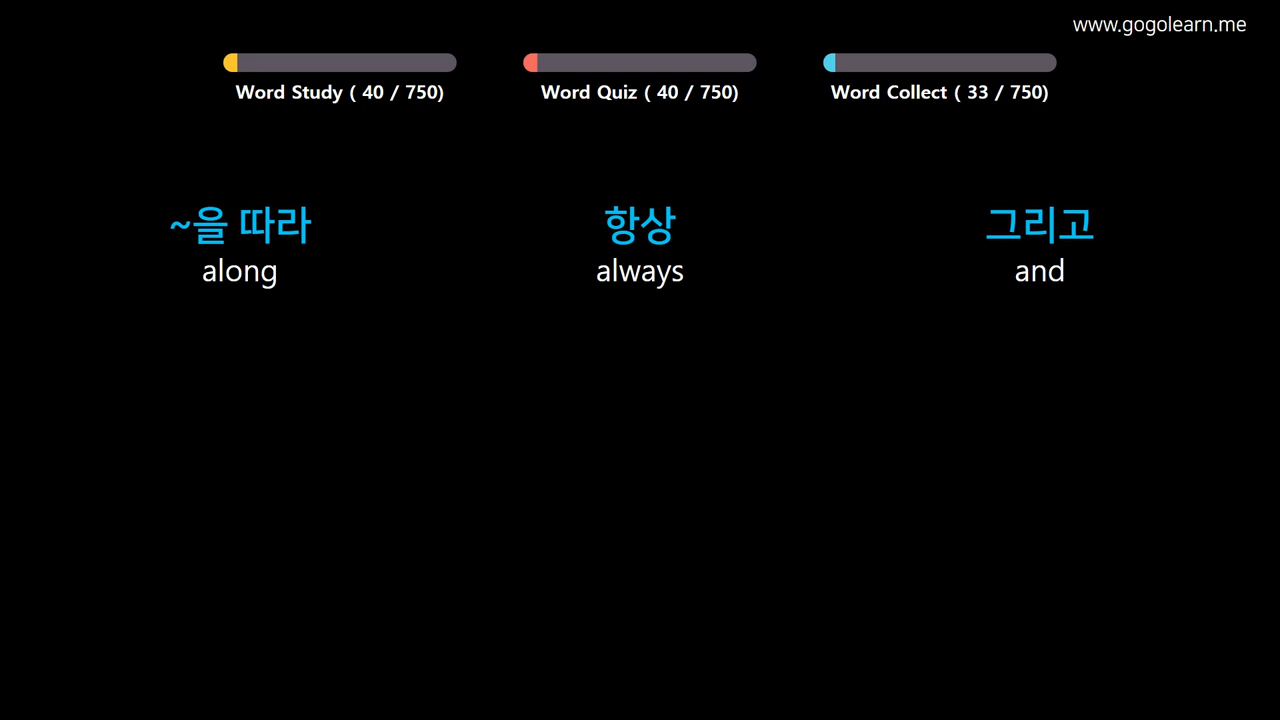 www.gogolearn.me
Word Study ( 40 / 750)
Word Quiz ( 40 / 750)
Word Collect ( 33 / 750)
~을 따라
along
항상
always
그리고
and